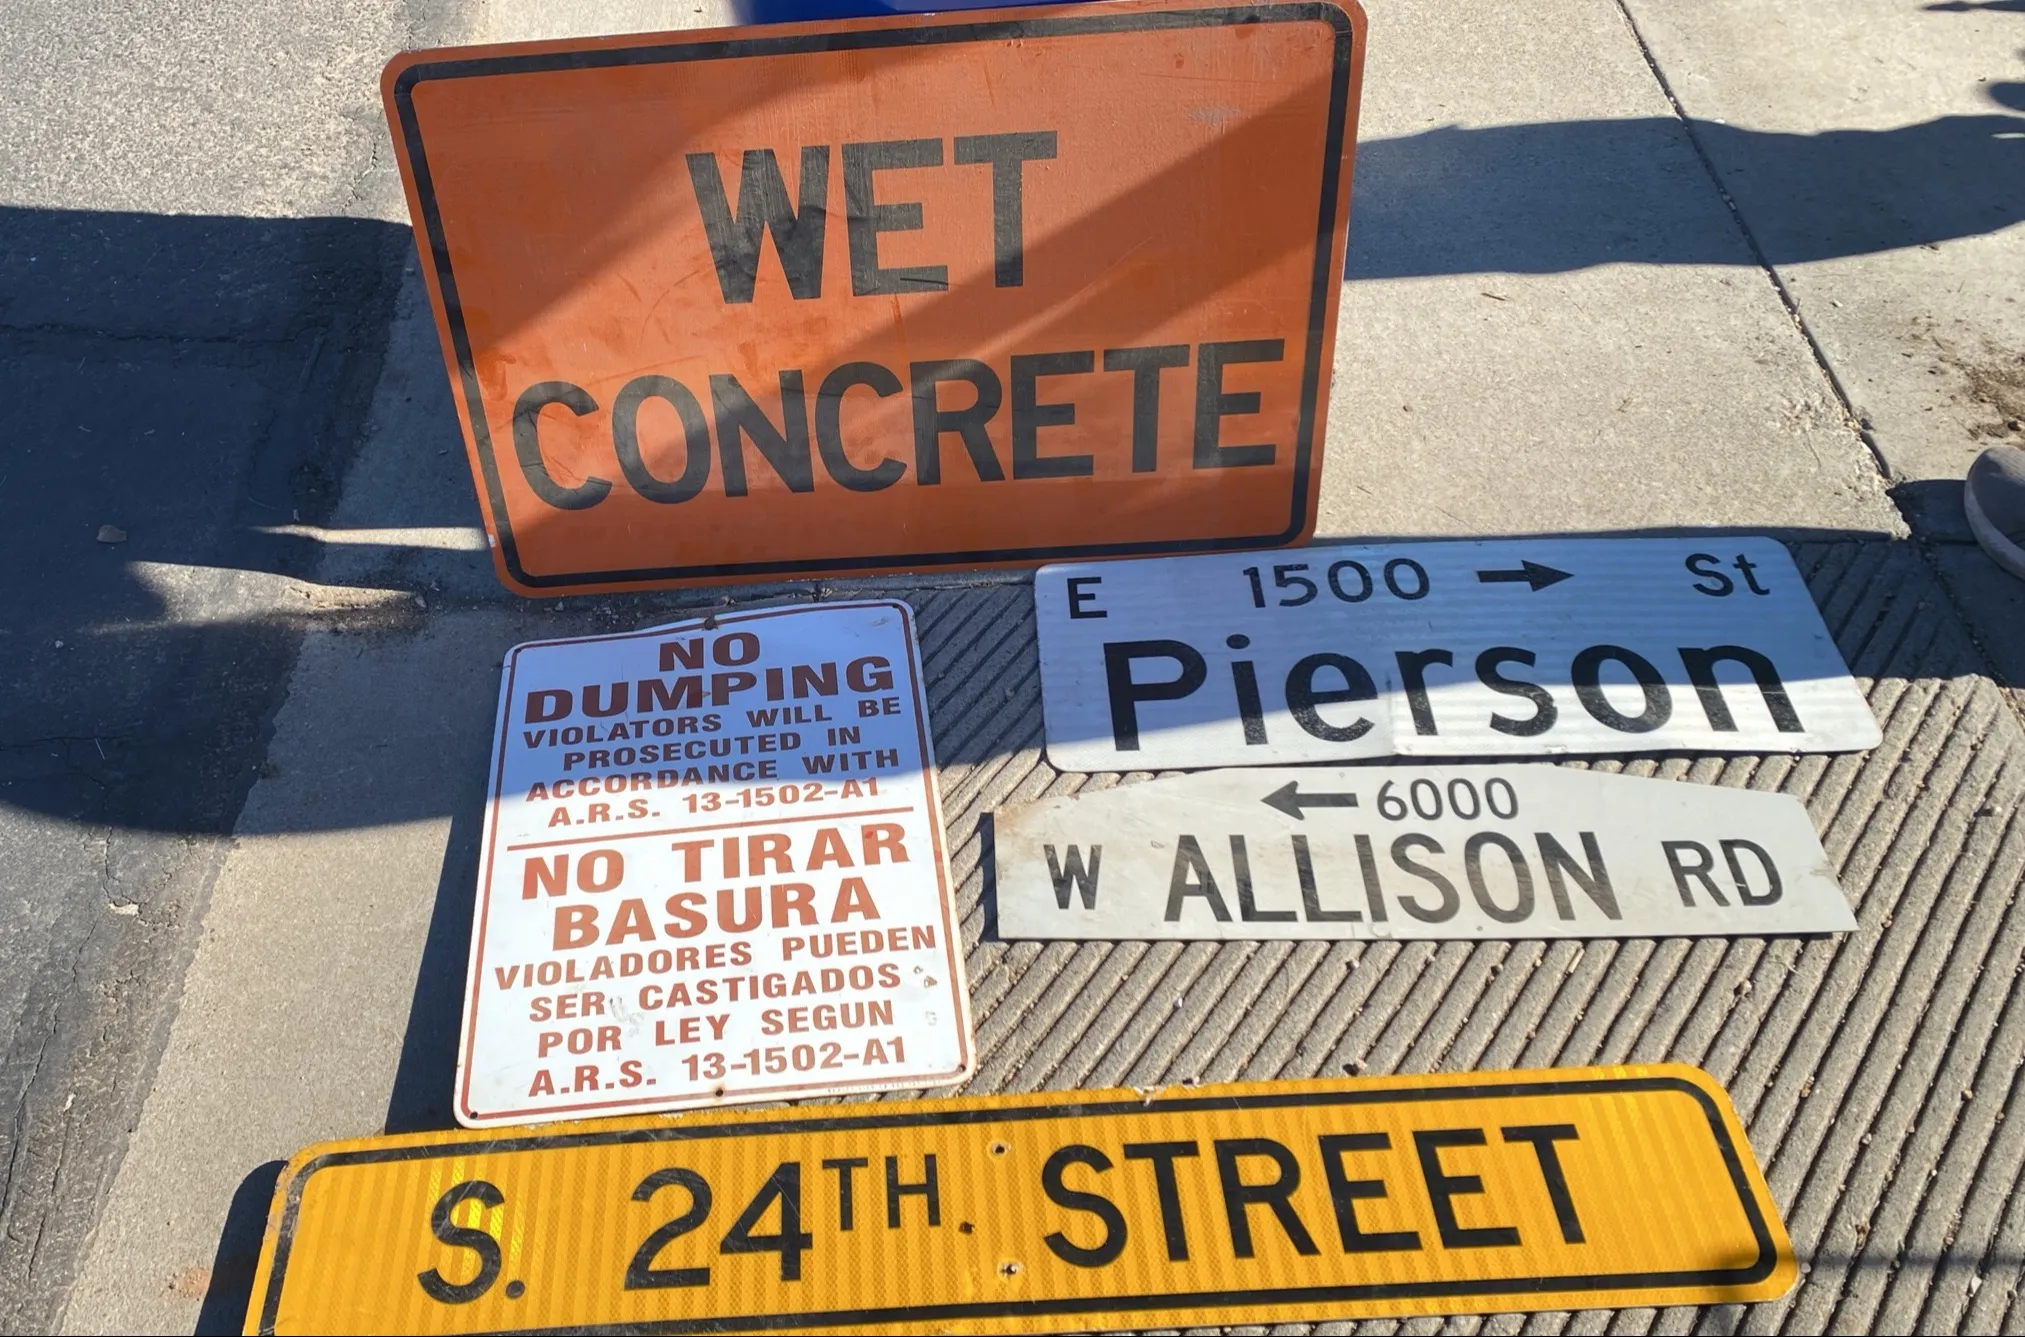 WET
CONCRETE
E 1500 → St
Pierson
← 6000
W ALLISON RD
NO
DUMPING
VIOLATORS WILL BE
PROSECUTED IN
ACCORDANCE WITH
A.R.S. 13-1502-A1
NO TIRAR
BASURA
VIOLADORES PUEDEN
SER CASTIGADOS
POR LEY SEGUN
A.R.S. 13-1502-A1
S. 24TH STREET